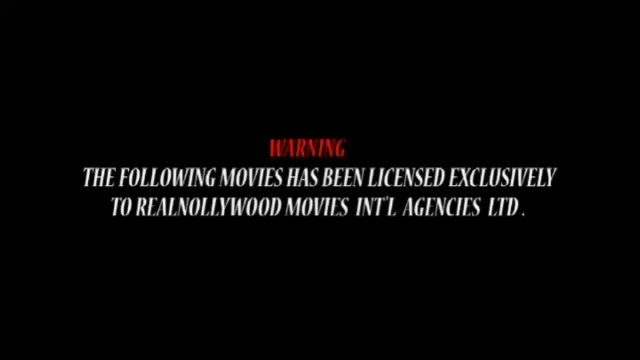 WARNING
THE FOLLOWING MOVIES HAS BEEN LICENSED EXCLUSIVELY
TO REALNOLLYWOOD MOVIES INT'L AGENCIES LTD.